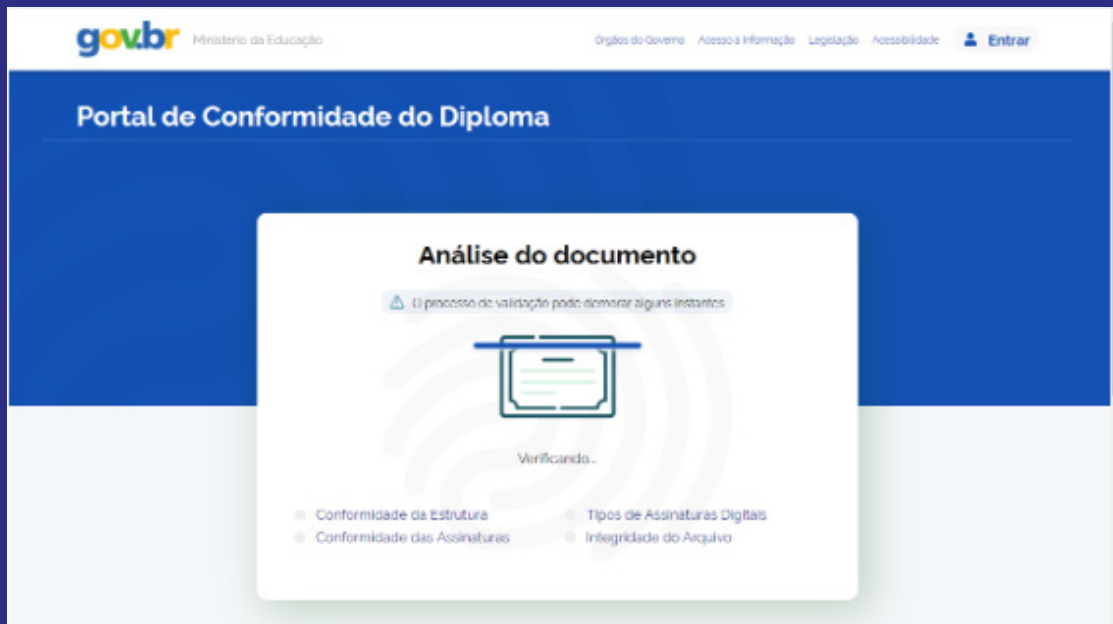 gov.br Ministério da Educação
Órgãos do Governo Acesso à Informação Legislação Acessibilidade Entrar
Portal de Conformidade do Diploma
Análise do documento
O processo de validação pode demorar alguns instantes
Verificando...
Conformidade da Estrutura
Tipos de Assinaturas Digitais
Conformidade das Assinaturas
Integridade do Arquivo